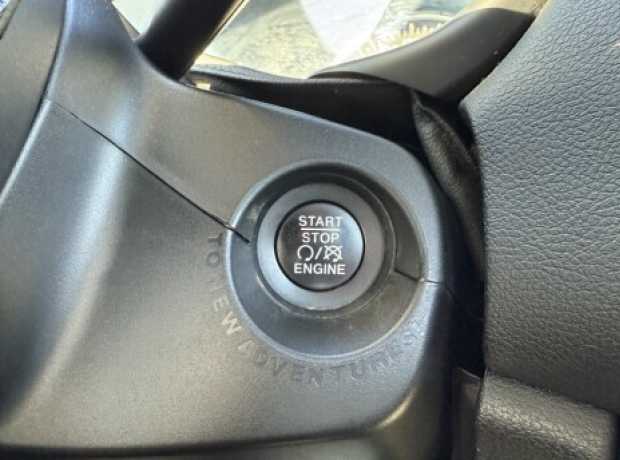 START
STOP
ENGINE
TO NEW ADVENTURES